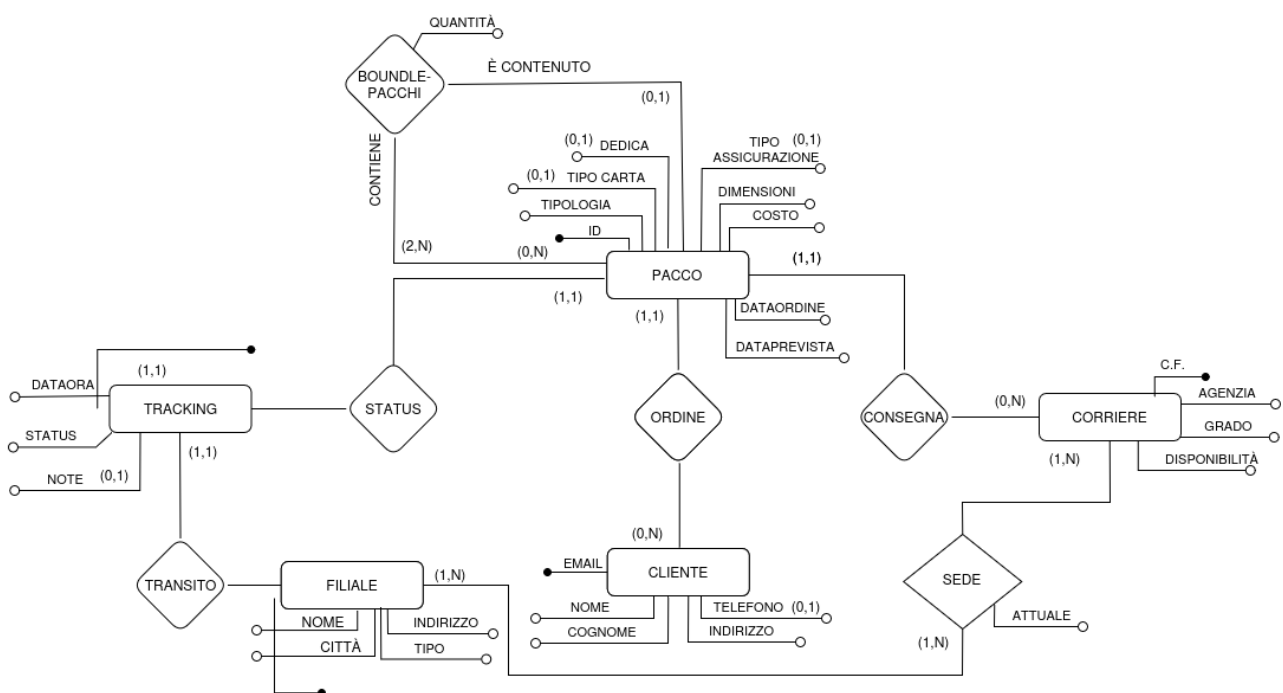 QUANTITÀ
BOUNDLE-
PACCHI
È CONTENUTO
(0,1)
CONTIENE
(2,N)
(0,1)
DEDICA
TIPO (0,1)
ASSICURAZIONE
(0,1) TIPO CARTA
DIMENSIONI
TIPOLOGIA
COSTO
ID
(0,N)
PACCO
(1,1)
(1,1)
(1,1)
DATAORDINE
DATAPREVISTA
(1,1)
DATAORA
TRACKING
STATUS
STATUS
(1,1)
NOTE (0,1)
ORDINE
CONSEGNA
(0,N)
C.F.
AGENZIA
CORRIERE
GRADO
(1,N)
DISPONIBILITÀ
TRANSITO
FILIALE
(1,N)
NOME
INDIRIZZO
CITTÀ
TIPO
(0,N)
EMAIL
CLIENTE
NOME
TELEFONO (0,1)
COGNOME
INDIRIZZO
SEDE
ATTUALE
(1,N)